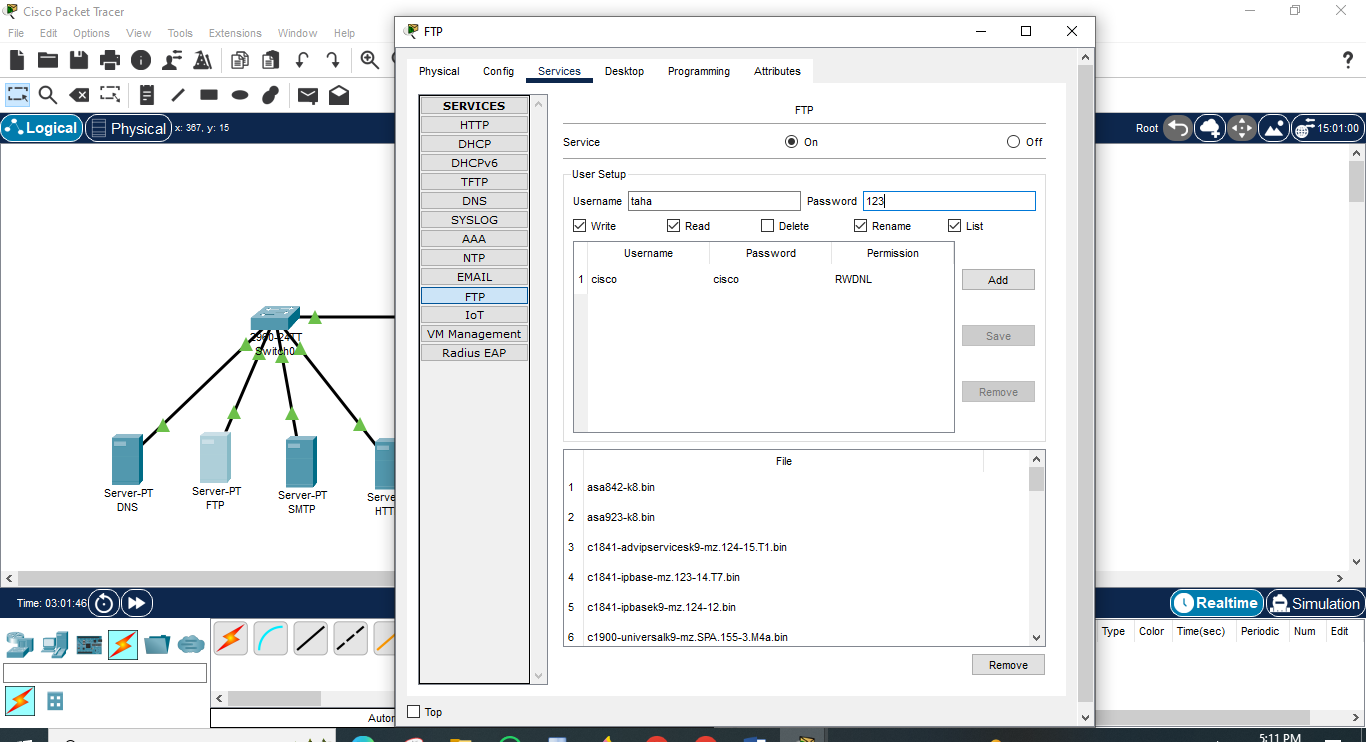 Cisco Packet Tracer
File Edit Options View Tools Extensions Window Help
Logical Physical x: 367, y: 15
Root 15:01:00
2960-24TT
Switch0
Server-PT
DNS
Server-PT
FTP
Server-PT
SMTP
Serve
HTT
Time: 03:01:46
Realtime Simulation
Type Color Time(sec) Periodic Num Edit
Autor
FTP
Physical Config Services Desktop Programming Attributes
SERVICES
HTTP
DHCP
DHCPv6
TFTP
DNS
SYSLOG
AAA
NTP
EMAIL
FTP
IoT
VM Management
Radius EAP
FTP
Service On Off
User Setup
Username taha Password 123
Write Read Delete Rename List
Username Password Permission
1 cisco cisco RWDNL
Add
Save
Remove
File
1 asa842-k8.bin
2 asa923-k8.bin
3 c1841-advipservicesk9-mz.124-15.T1.bin
4 c1841-ipbase-mz.123-14.T7.bin
5 c1841-ipbasek9-mz.124-12.bin
6 c1900-universalk9-mz.SPA.155-3.M4a.bin
Remove
Top
5:11 PM